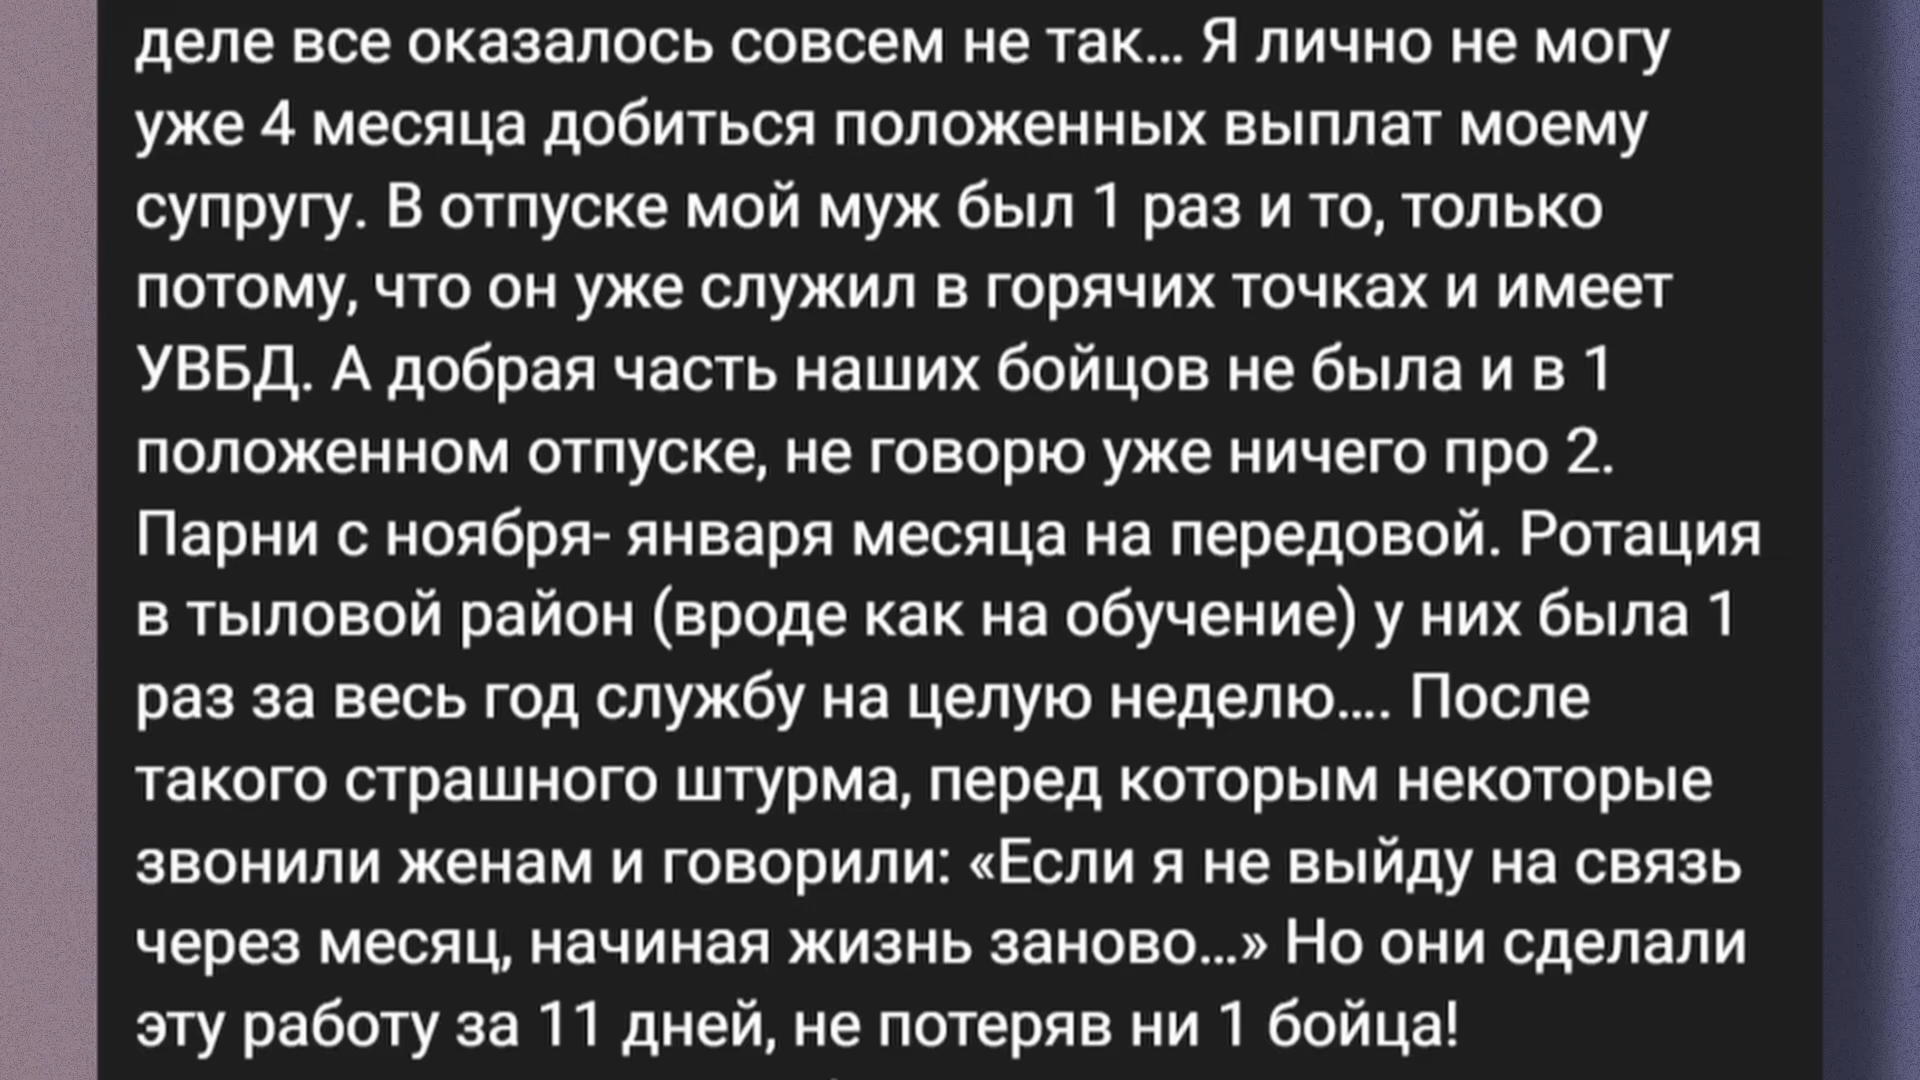 деле все оказалось совсем не так... Я лично не могу
уже 4 месяца добиться положенных выплат моему
супругу. В отпуске мой муж был 1 раз и то, только
потому, что он уже служил в горячих точках и имеет
УВБД. А добрая часть наших бойцов не была и в 1
положенном отпуске, не говорю уже ничего про 2.
Парни с ноября- января месяца на передовой. Ротация
в тыловой район (вроде как на обучение) у них была 1
раз за весь год службу на целую неделю.... После
такого страшного штурма, перед которым некоторые
звонили женам и говорили: «Если я не выйду на связь
через месяц, начиная жизнь заново...» Но они сделали
эту работу за 11 дней, не потеряв ни 1 бойца!